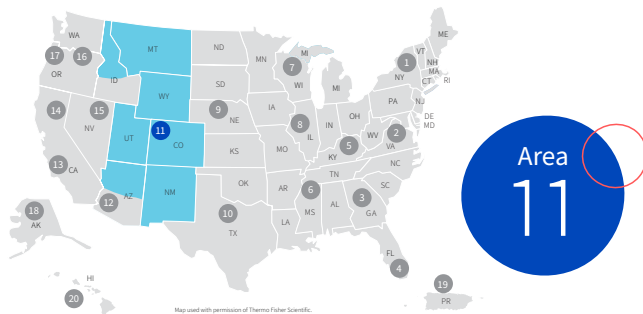 WA
MT
ND
MN
MI
VT
ME
17
16
OR
ID
WY
SD
7
WI
MI
1
NY
NH
MA
CT
RI
14
15
NV
UT
11
CO
9
NE
IA
8
IL
IN
OH
PA
NJ
DE
MD
2
WV
VA
5
KY
KS
MO
13
CA
12
AZ
NM
OK
AR
TN
NC
SC
6
MS
AL
3
GA
10
TX
LA
FL
4
18
AK
HI
20
19
PR
Area
11
Map used with permission of Thermo Fisher Scientific.